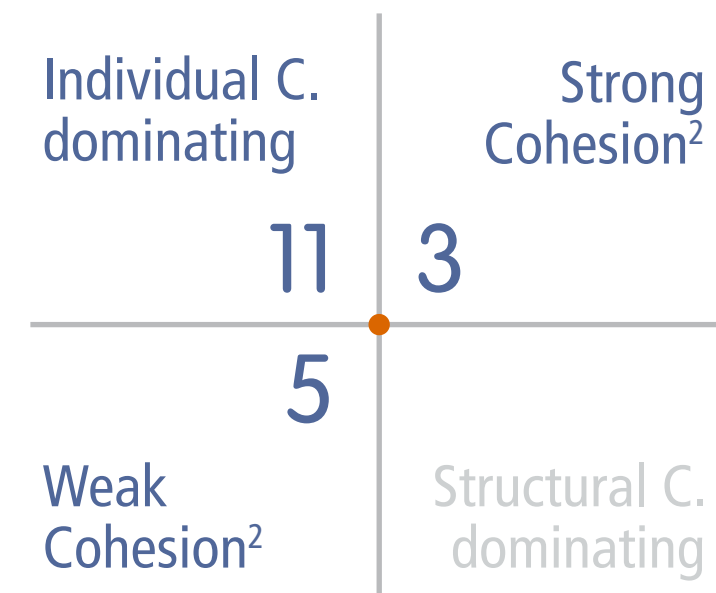 Individual C.
dominating
11
Strong
Cohesion²
3
5
Weak
Cohesion²
Structural C.
dominating